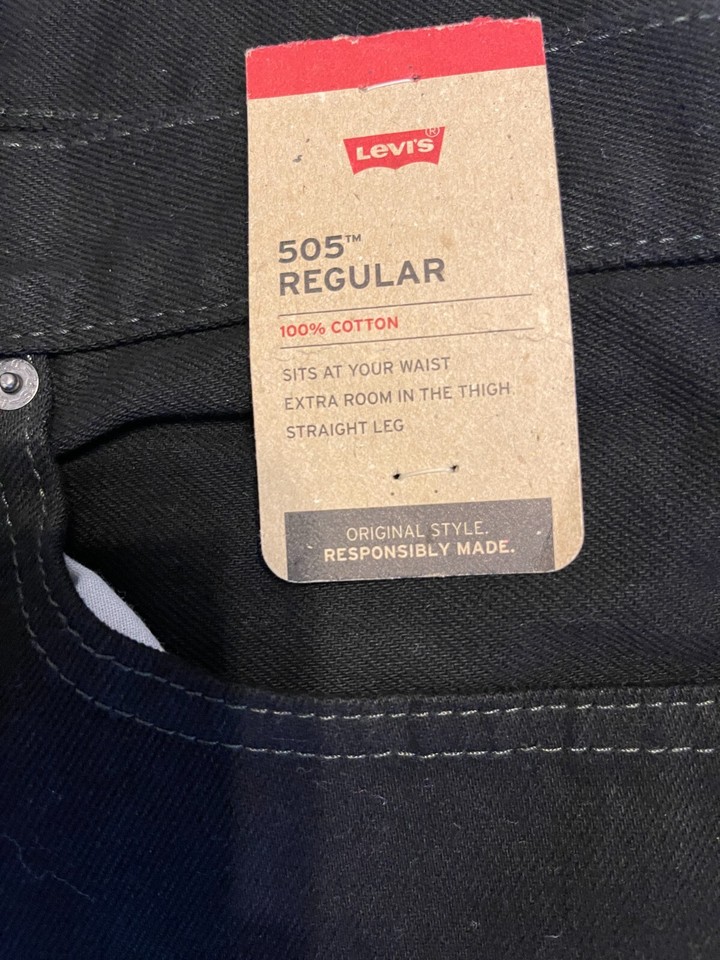 LEVI'S®
505™
REGULAR
100% COTTON
SITS AT YOUR WAIST
EXTRA ROOM IN THE THIGH
STRAIGHT LEG
ORIGINAL STYLE.
RESPONSIBLY MADE.